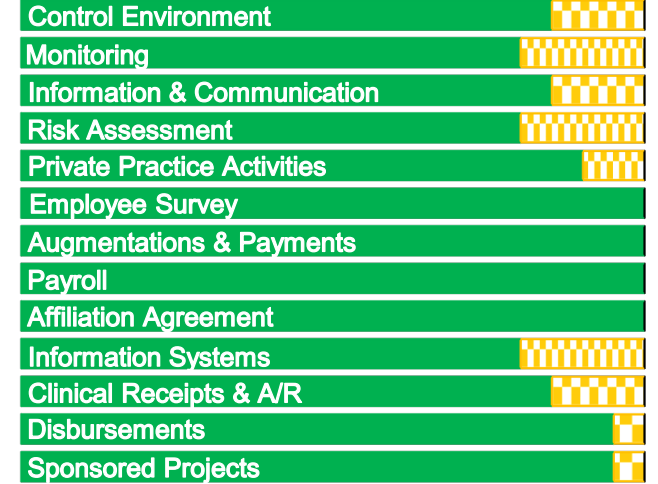 Control Environment
Monitoring
Information & Communication
Risk Assessment
Private Practice Activities
Employee Survey
Augmentations & Payments
Payroll
Affiliation Agreement
Information Systems
Clinical Receipts & A/R
Disbursements
Sponsored Projects